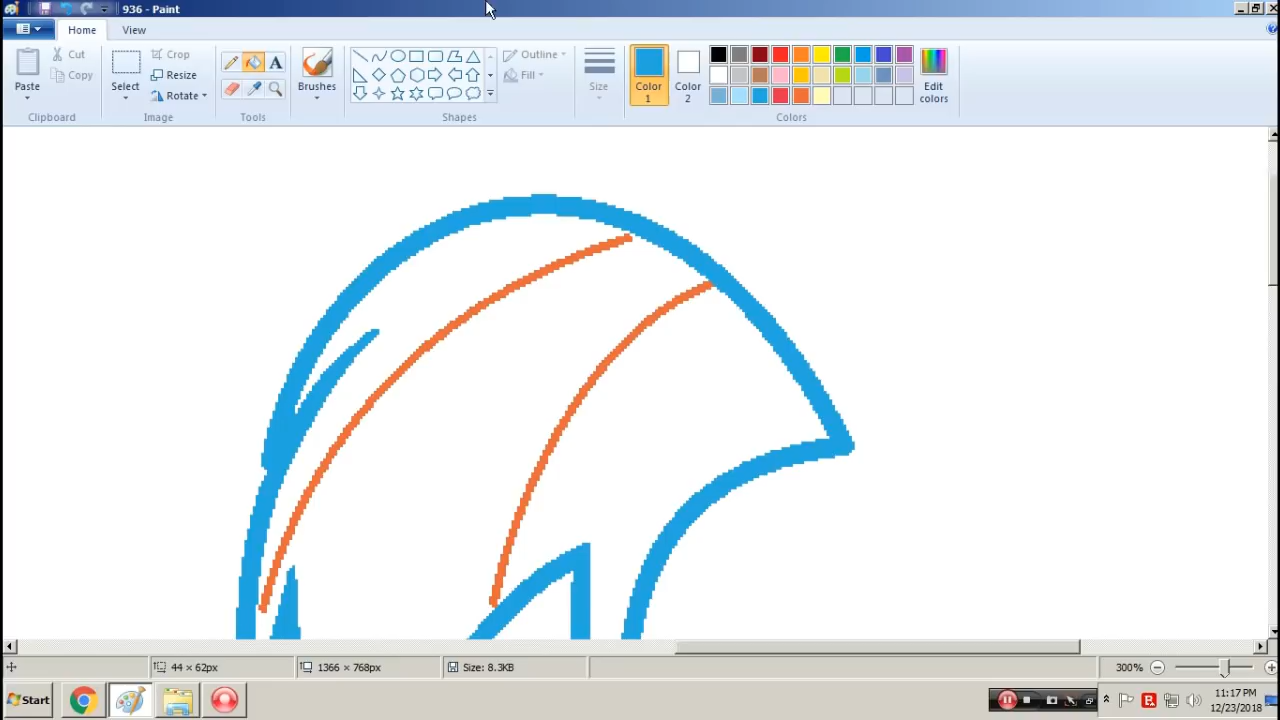 936 - Paint
Home View
Paste
Cut
Copy
Clipboard
Select
Crop
Resize
Rotate
Image
A
Tools
Brushes
Outline
Fill
Shapes
Size
Color 1
Color 2
Edit colors
Colors
44 × 62px
1366 × 768px
Size: 8.3KB
300%
Start
B
11:17 PM
12/23/2018